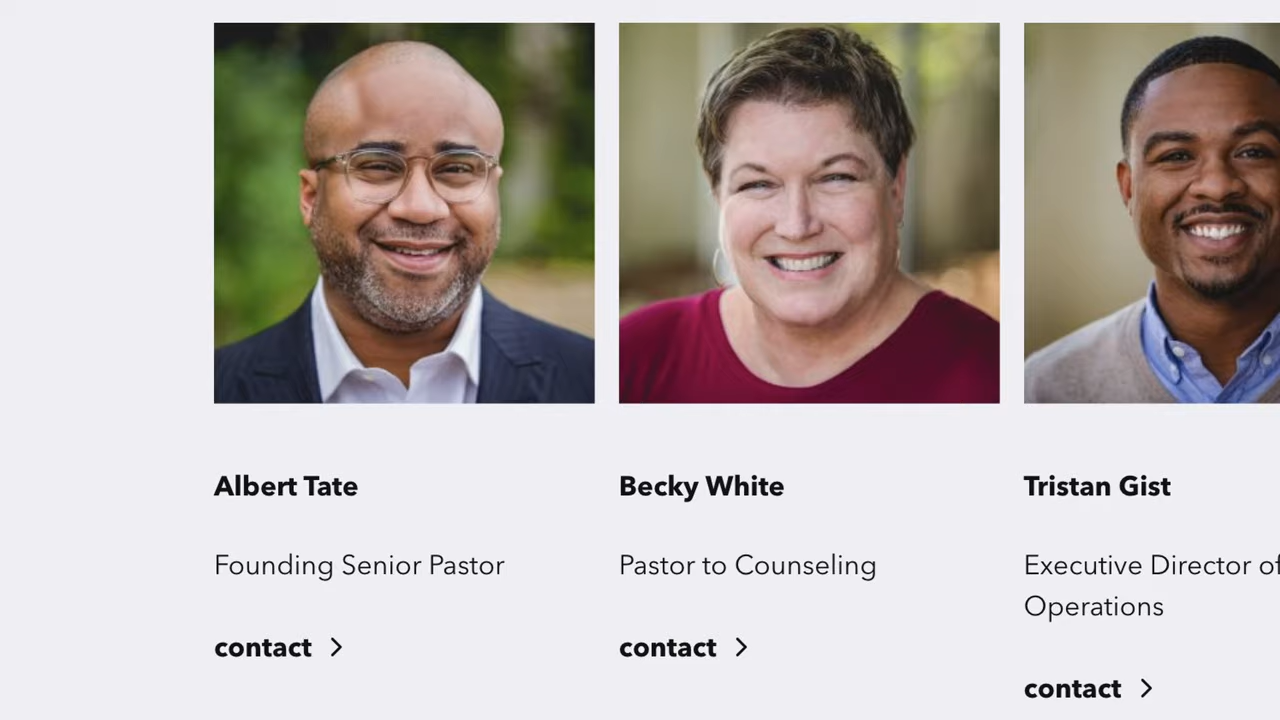 Albert Tate
Becky White
Tristan Gist
Founding Senior Pastor
Pastor to Counseling
Executive Director of
Operations
contact
contact
contact